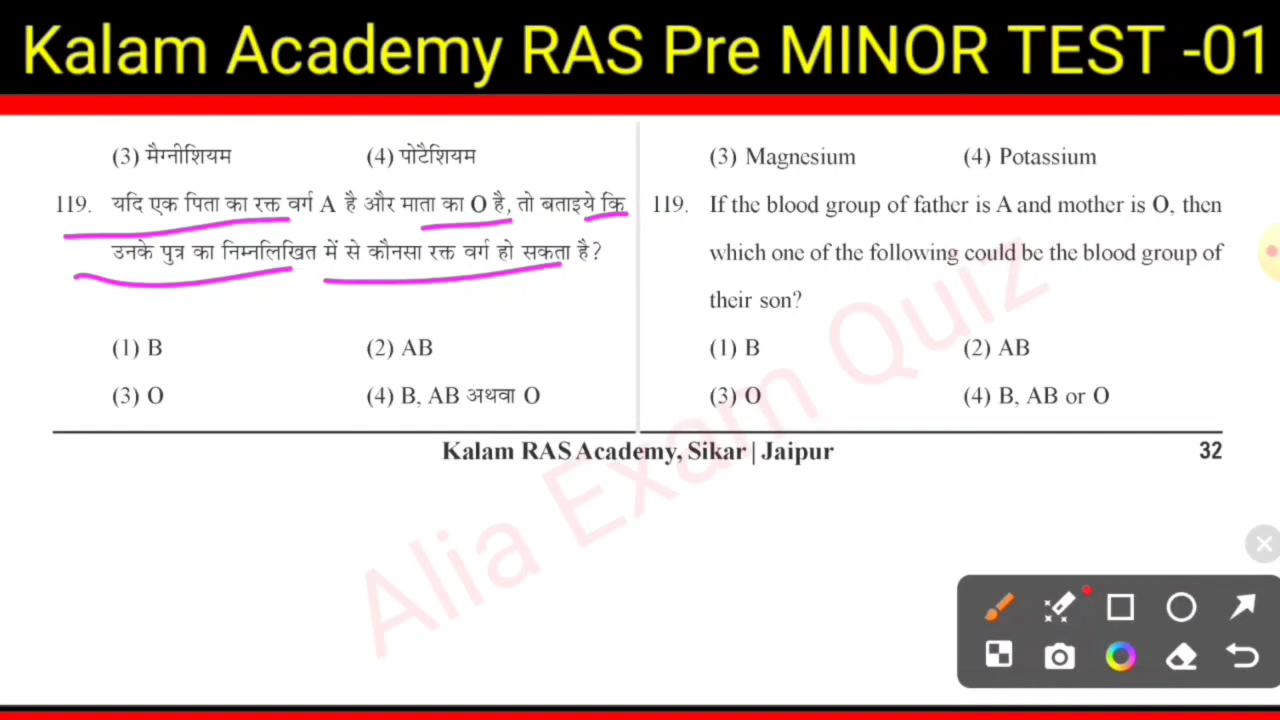 Kalam Academy RAS Pre MINOR TEST -01
(3) मैग्नीशियम (4) पोटैशियम
119. यदि एक पिता का रक्त वर्ग A है और माता का O है, तो बताइये कि
उनके पुत्र का निम्नलिखित में से कौनसा रक्त वर्ग हो सकता है?
(1) B (2) AB
(3) O (4) B, AB अथवा O
(3) Magnesium (4) Potassium
119. If the blood group of father is A and mother is O, then
which one of the following could be the blood group of
their son?
(1) B (2) AB
(3) O (4) B, AB or O
Kalam RAS Academy, Sikar | Jaipur 32
Alia Exam Quiz